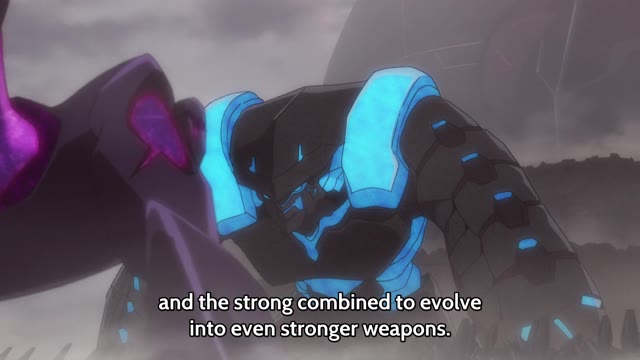 and the strong combined to evolve
into even stronger weapons.